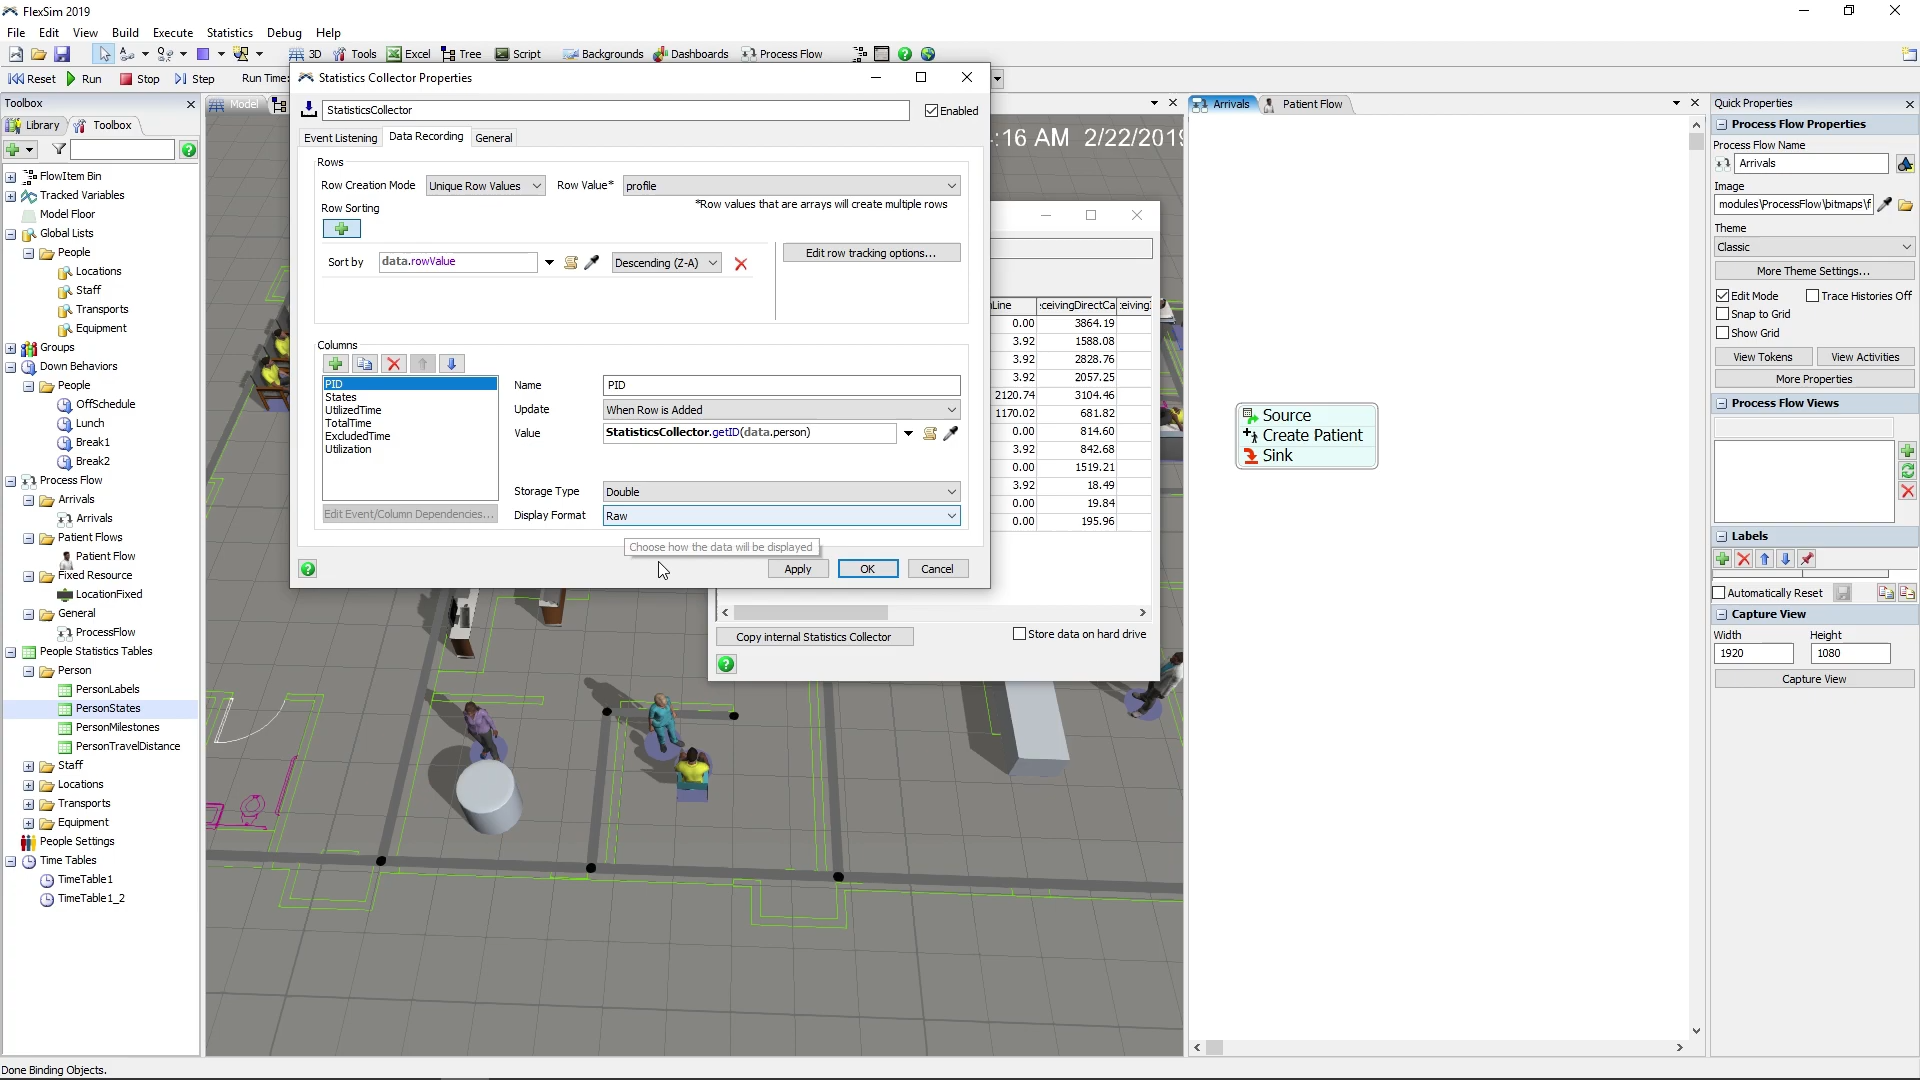 FlexSim 2019
File Edit View Build Execute Statistics Debug Help
3D Tools Excel Tree Script Backgrounds Dashboards Process Flow
Reset Run Stop Step Run Time:
Toolbox
Library Toolbox
FlowItem Bin
Tracked Variables
Model Floor
Global Lists
People
Locations
Staff
Transports
Equipment
Groups
Down Behaviors
People
OffSchedule
Lunch
Break1
Break2
Process Flow
Arrivals
Arrivals
Patient Flows
Patient Flow
Fixed Resource
LocationFixed
General
ProcessFlow
People Statistics Tables
Person
PersonLabels
PersonStates
PersonMilestones
PersonTravelDistance
Staff
Locations
Transports
Equipment
People Settings
Time Tables
TimeTable1
TimeTable1_2
Done Binding Objects.
Model
Statistics Collector Properties
StatisticsCollector
Enabled
Event Listening Data Recording General
Rows
Row Creation Mode Unique Row Values Row Value* profile
*Row values that are arrays will create multiple rows
Row Sorting
Sort by data.rowValue Descending (Z-A)
Edit row tracking options...
Columns
PID
States
UtilizedTime
TotalTime
ExcludedTime
Utilization
Edit Event/Column Dependencies...
Name PID
Update When Row is Added
Value StatisticsCollector.getID(data.person)
Storage Type Double
Display Format Raw
Choose how the data will be displayed
Apply OK Cancel
:16 AM 2/22/2019
Line :ceivingDirectCa :ceivingI
0.00 3864.19
3.92 1588.08
3.92 2828.76
3.92 2057.25
2120.74 3104.46
1170.02 681.82
0.00 814.60
3.92 842.68
0.00 1519.21
3.92 18.49
0.00 19.84
0.00 195.96
Copy internal Statistics Collector
Store data on hard drive
Arrivals Patient Flow
Source
Create Patient
Sink
Quick Properties
Process Flow Properties
Process Flow Name
Arrivals
Image
modules\ProcessFlow\bitmaps\f
Theme
Classic
More Theme Settings...
Edit Mode Trace Histories Off
Snap to Grid
Show Grid
View Tokens View Activities
More Properties
Process Flow Views
Labels
Automatically Reset
Capture View
Width Height
1920 1080
Capture View